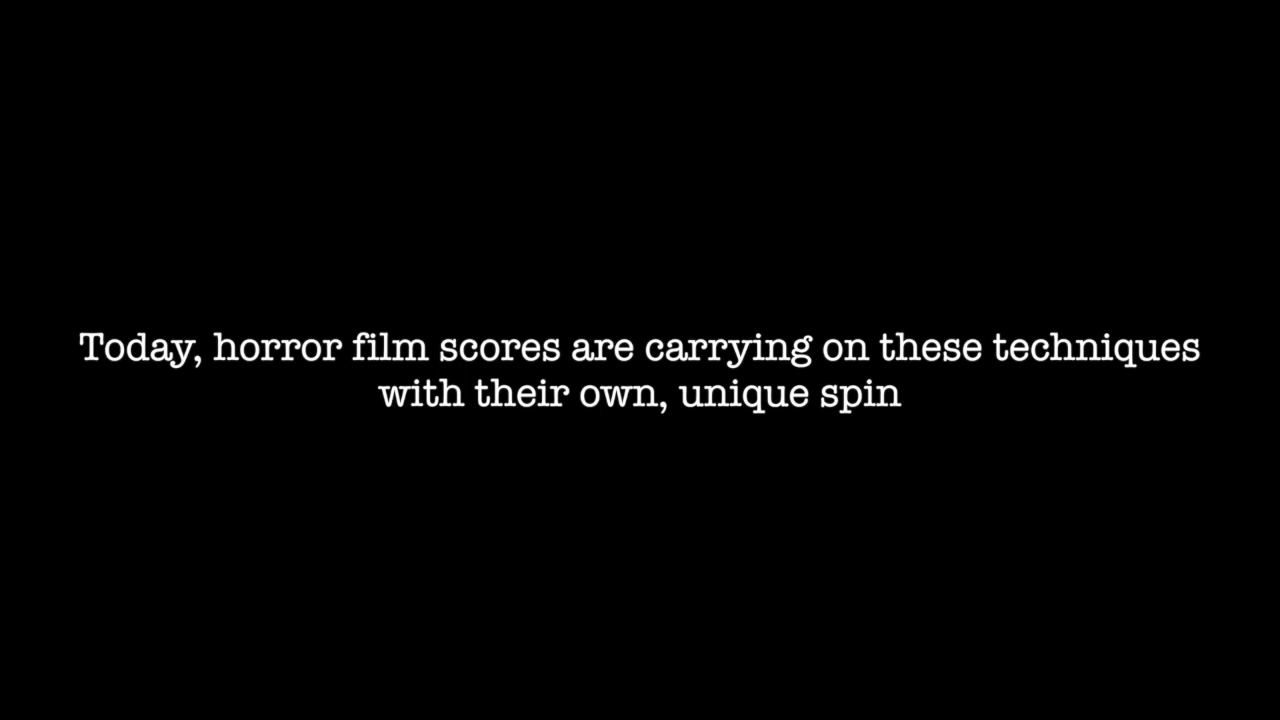 Today, horror film scores are carrying on these techniques
with their own, unique spin